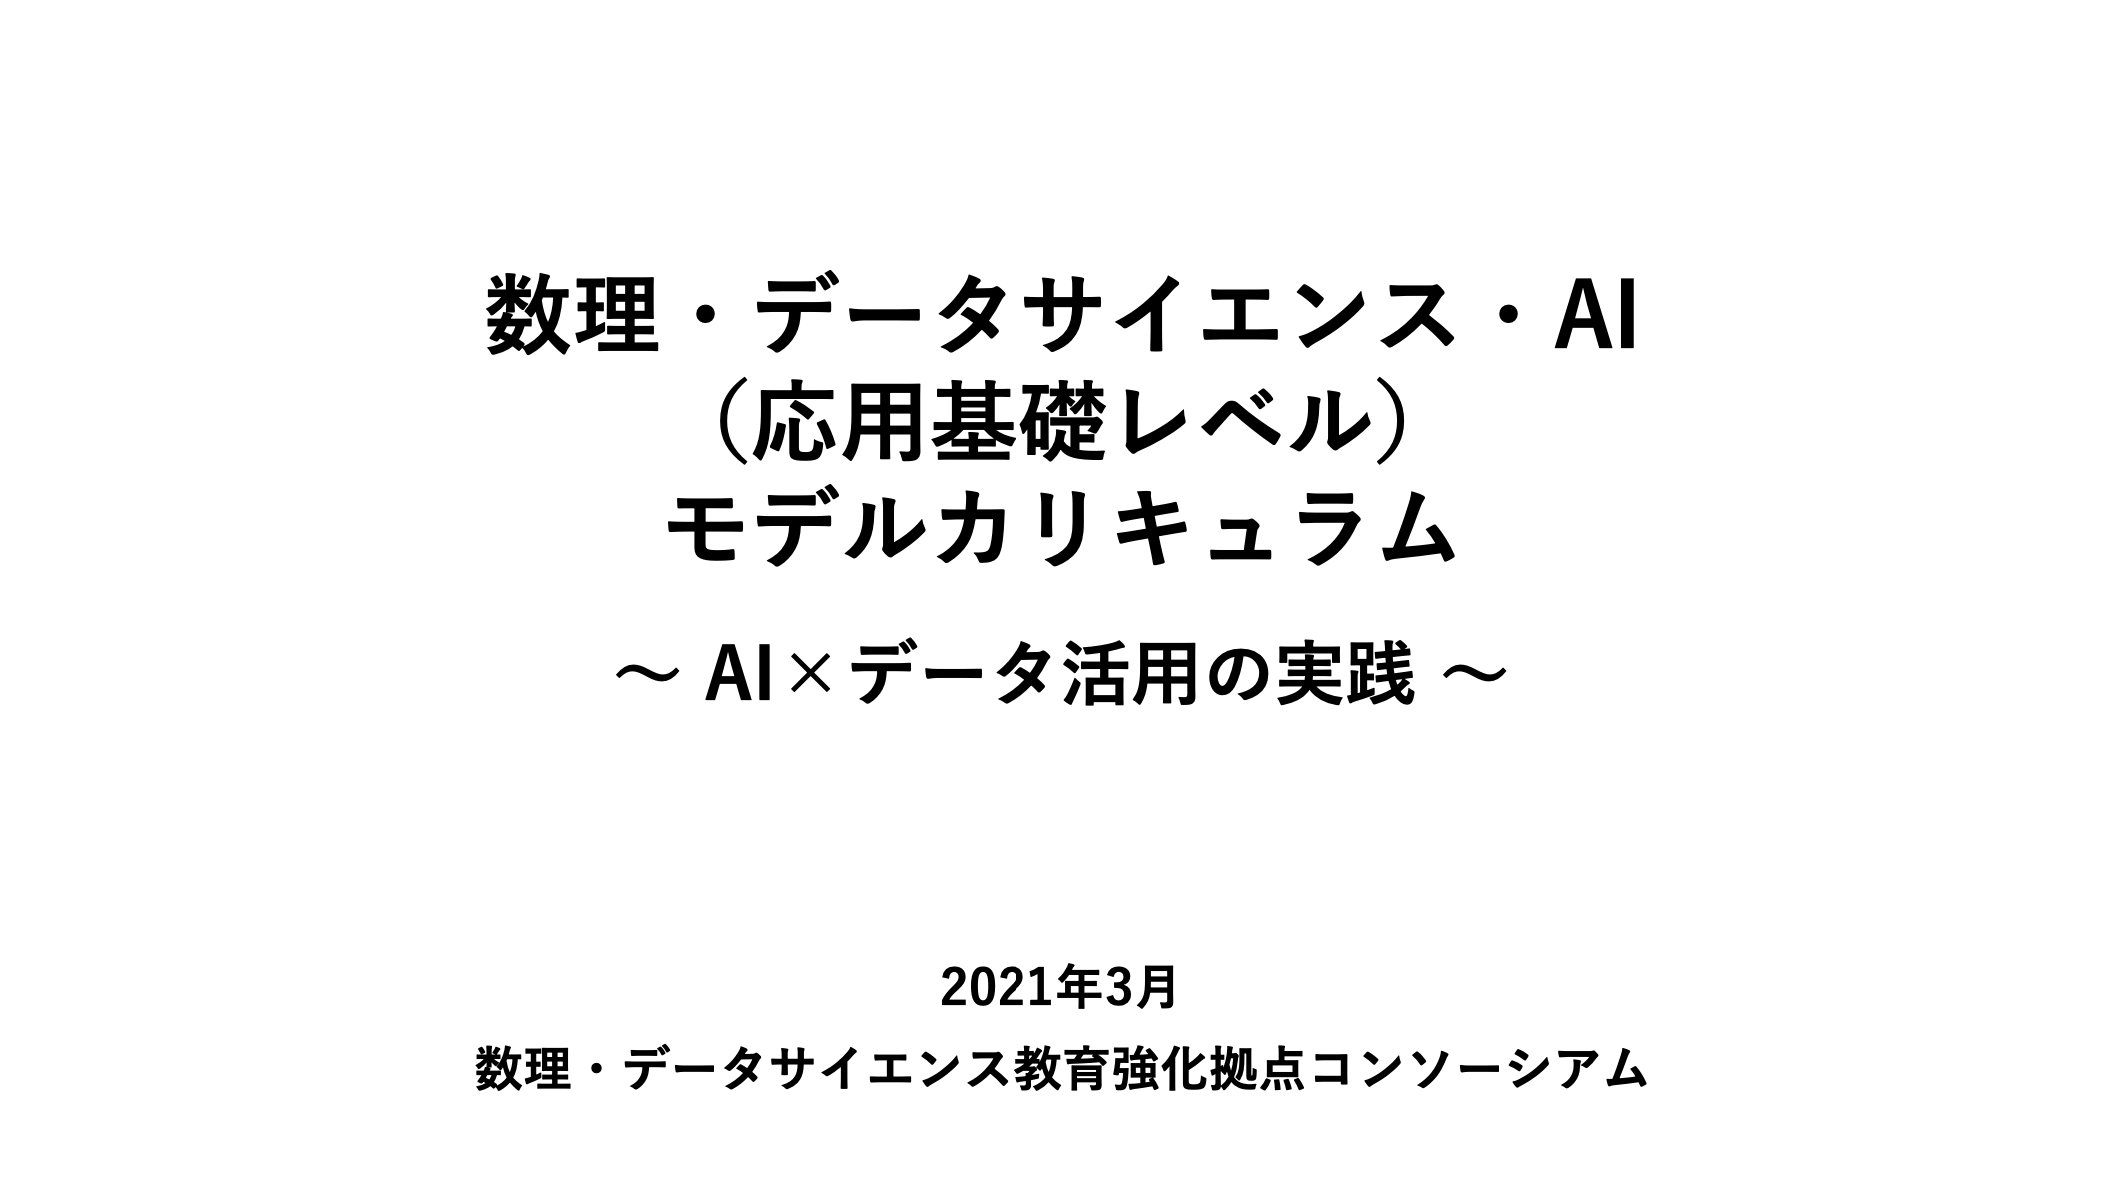 数理・データサイエンス・AI
（応用基礎レベル）
モデルカリキュラム
～ AI×データ活用の実践 ～
2021年3月
数理・データサイエンス教育強化拠点コンソーシアム